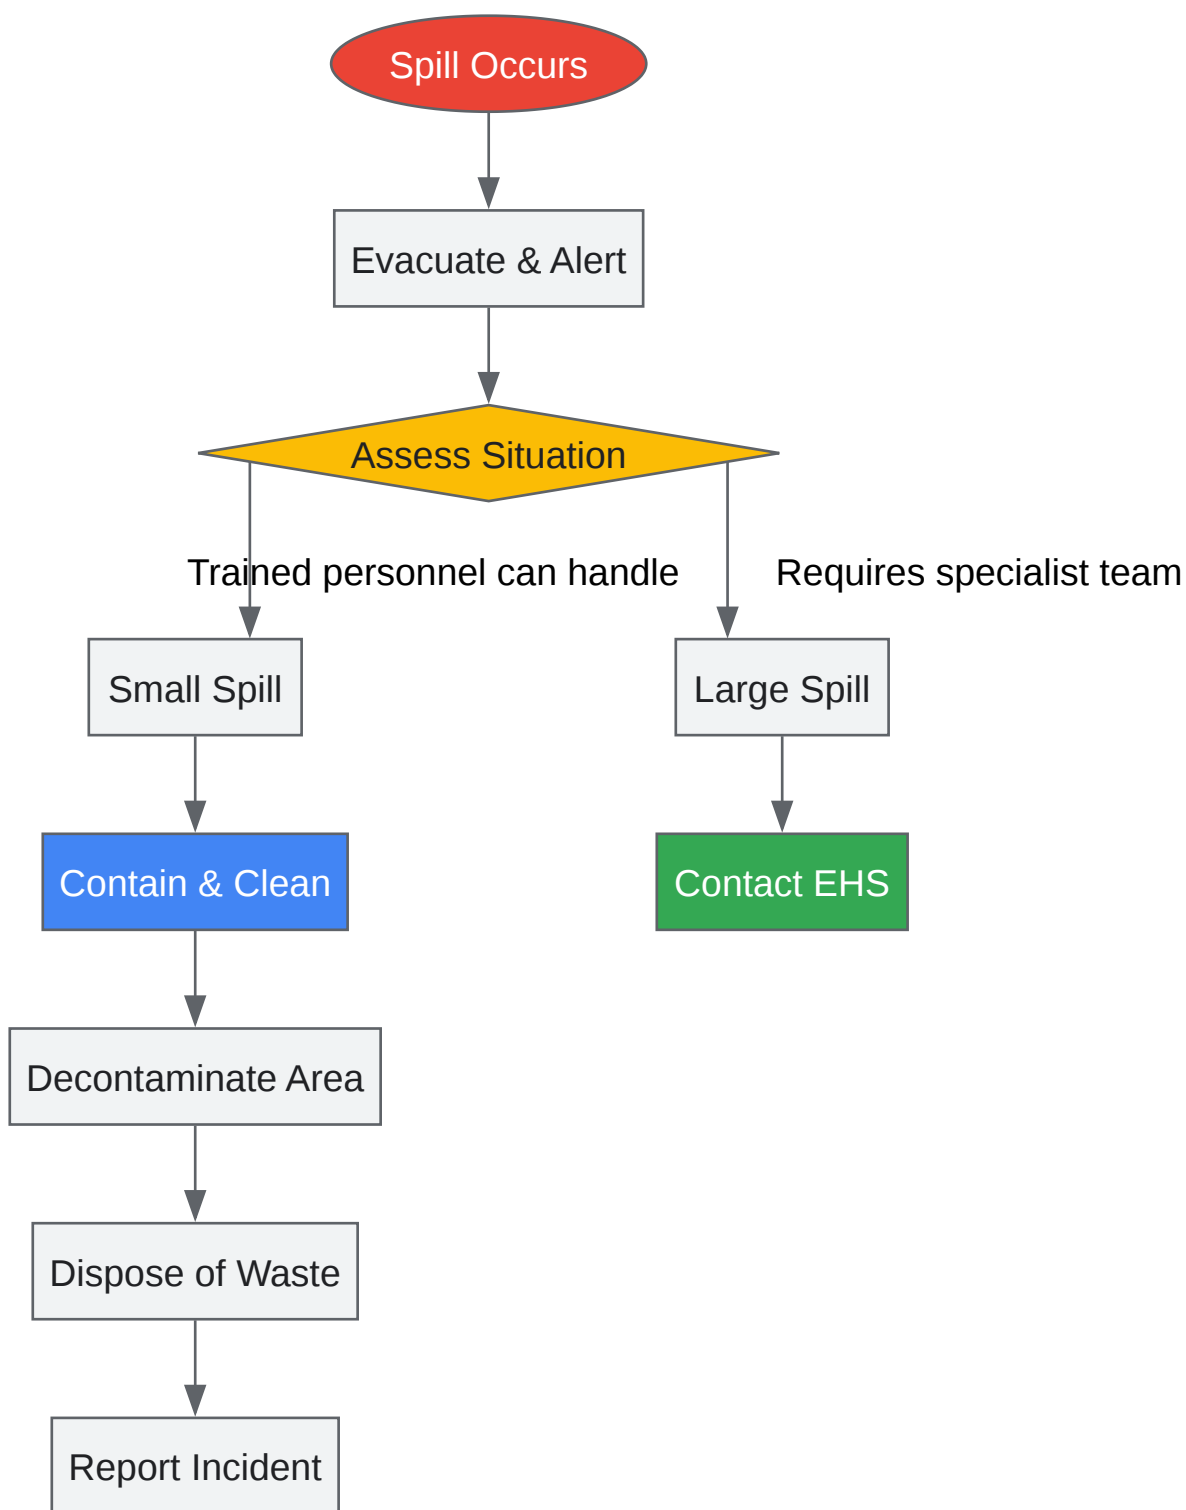 Spill Occurs
Evacuate & Alert
Assess Situation
Trained personnel can handle
Requires specialist team
Small Spill
Large Spill
Contain & Clean
Contact EHS
Decontaminate Area
Dispose of Waste
Report Incident